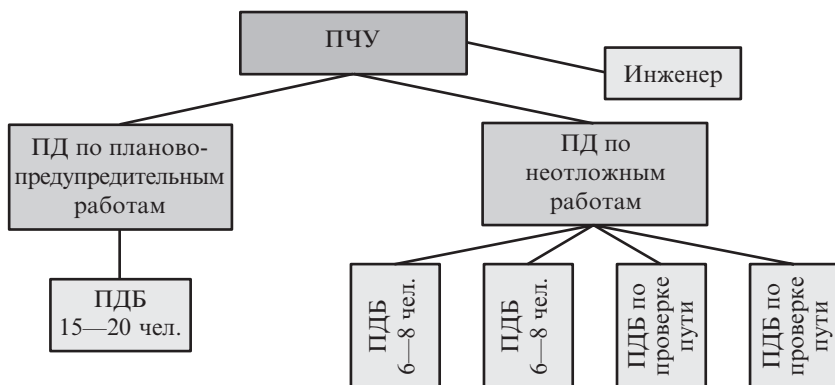 ПЧУ
Инженер
ПД по планово-
предупредительным
работам
ПД по
неотложным
работам
ПДБ
15—20 чел.
ПДБ
6—8 чел.
ПДБ
6—8 чел.
ПДБ по
проверке
пути
ПДБ по
проверке
пути